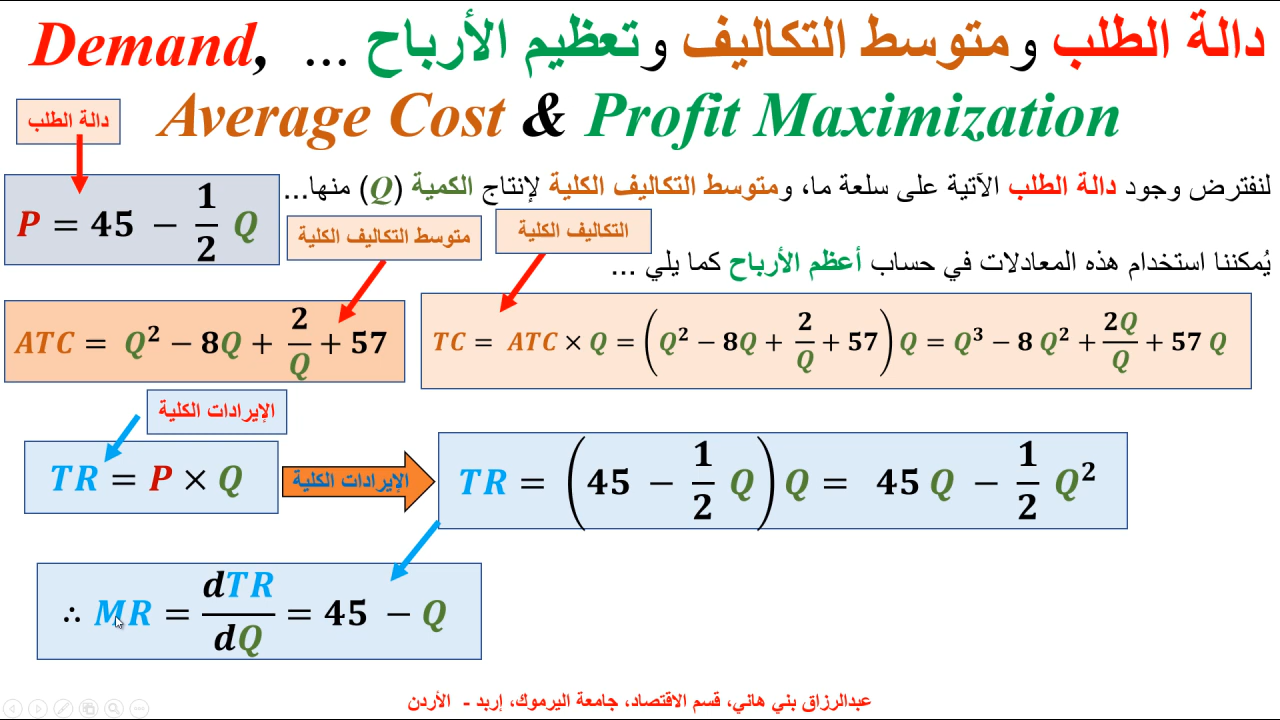 دالة الطلب ومتوسط التكاليف وتعظيم الأرباح ... Demand,
Average Cost & Profit Maximization
دالة الطلب
لنفترض وجود دالة الطلب الآتية على سلعة ما، ومتوسط التكاليف الكلية لإنتاج الكمية (Q) منها...
P = 45 − 1/2 Q
متوسط التكاليف الكلية
التكاليف الكلية
يُمكننا استخدام هذه المعادلات في حساب أعظم الأرباح كما يلي ...
ATC = Q² − 8Q + 2/Q + 57
TC = ATC × Q = (Q² − 8Q + 2/Q + 57) Q = Q³ − 8 Q² + 2Q/Q + 57 Q
الإيرادات الكلية
TR = P × Q
الإيرادات الكلية
TR = (45 − 1/2 Q) Q = 45 Q − 1/2 Q²
∴ MR = dTR/dQ = 45 − Q
عبدالرزاق بني هاني، قسم الاقتصاد، جامعة اليرموك، إربد - الأردن